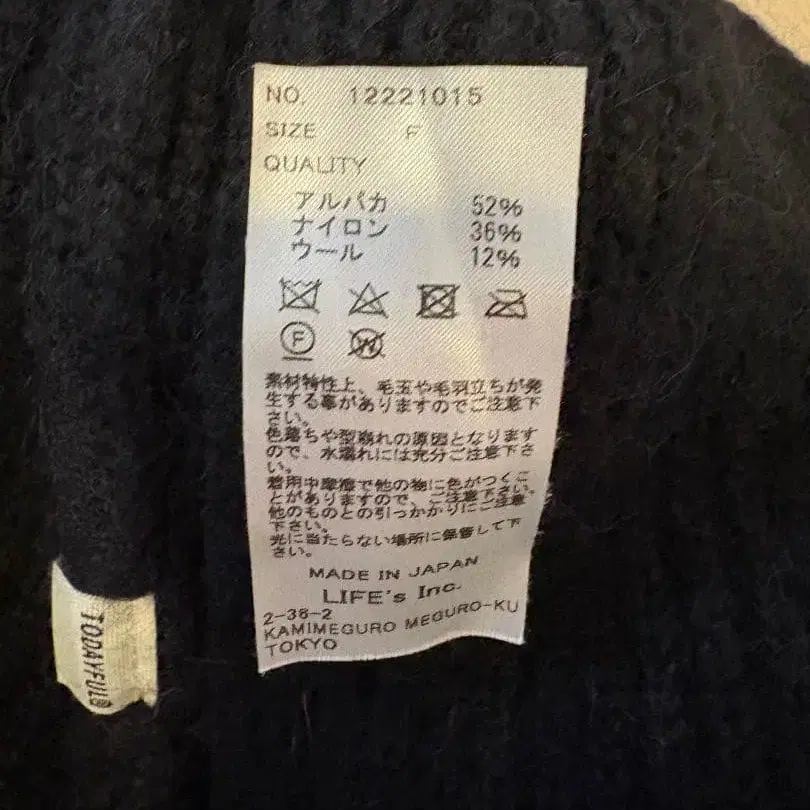 NO. 12221015
SIZE F
QUALITY
アルパカ 52%
ナイロン 36%
ウール 12%
F
W
素材特性上、毛玉や毛羽立ちが発
生する事がありますのでご注意下
さい。
色落ちや型崩れの原因となります
ので、水濡れには充分ご注意下さ
い。
着用中摩擦で他の物に色がつくこ
とがありますので、ご注意下さい。
他のものとの引っかかりにご注意
下さい。
光に当たらない場所に保管して下
さい。
MADE IN JAPAN
LIFE's Inc.
2-38-2
KAMIMEGURO MEGURO-KU
TOKYO
TODAYFUL®